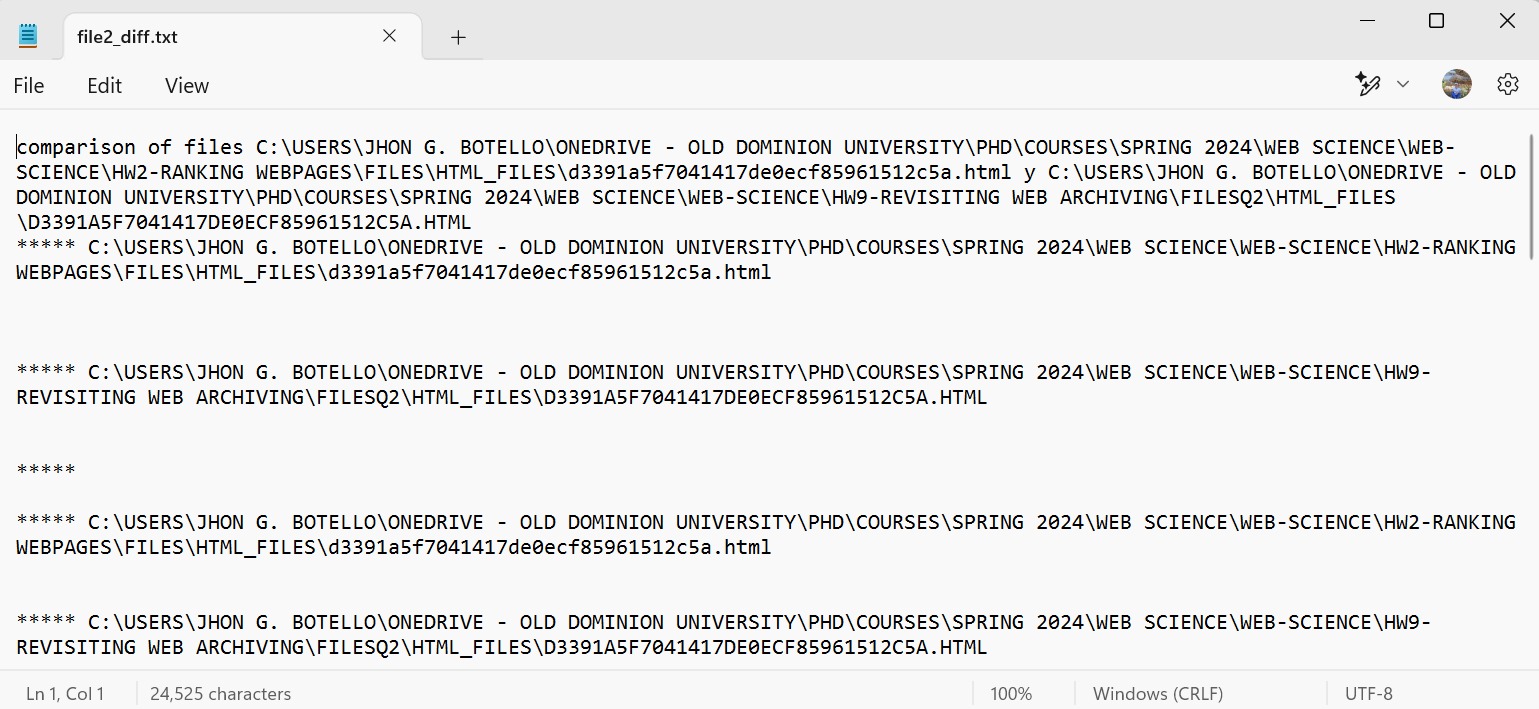 file2_diff.txt
File Edit View
comparison of files C:\USERS\JHON G. BOTELLO\ONEDRIVE - OLD DOMINION UNIVERSITY\PHD\COURSES\SPRING 2024\WEB SCIENCE\WEB-
SCIENCE\HW2-RANKING WEBPAGES\FILES\HTML_FILES\d3391a5f7041417de0ecf85961512c5a.html y C:\USERS\JHON G. BOTELLO\ONEDRIVE - OLD
DOMINION UNIVERSITY\PHD\COURSES\SPRING 2024\WEB SCIENCE\WEB-SCIENCE\HW9-REVISITING WEB ARCHIVING\FILESQ2\HTML_FILES
\D3391A5F7041417DE0ECF85961512C5A.HTML
***** C:\USERS\JHON G. BOTELLO\ONEDRIVE - OLD DOMINION UNIVERSITY\PHD\COURSES\SPRING 2024\WEB SCIENCE\WEB-SCIENCE\HW2-RANKING
WEBPAGES\FILES\HTML_FILES\d3391a5f7041417de0ecf85961512c5a.html
***** C:\USERS\JHON G. BOTELLO\ONEDRIVE - OLD DOMINION UNIVERSITY\PHD\COURSES\SPRING 2024\WEB SCIENCE\WEB-SCIENCE\HW9-
REVISITING WEB ARCHIVING\FILESQ2\HTML_FILES\D3391A5F7041417DE0ECF85961512C5A.HTML
*****
***** C:\USERS\JHON G. BOTELLO\ONEDRIVE - OLD DOMINION UNIVERSITY\PHD\COURSES\SPRING 2024\WEB SCIENCE\WEB-SCIENCE\HW2-RANKING
WEBPAGES\FILES\HTML_FILES\d3391a5f7041417de0ecf85961512c5a.html
***** C:\USERS\JHON G. BOTELLO\ONEDRIVE - OLD DOMINION UNIVERSITY\PHD\COURSES\SPRING 2024\WEB SCIENCE\WEB-SCIENCE\HW9-
REVISITING WEB ARCHIVING\FILESQ2\HTML_FILES\D3391A5F7041417DE0ECF85961512C5A.HTML
Ln 1, Col 1 24,525 characters 100% Windows (CRLF) UTF-8